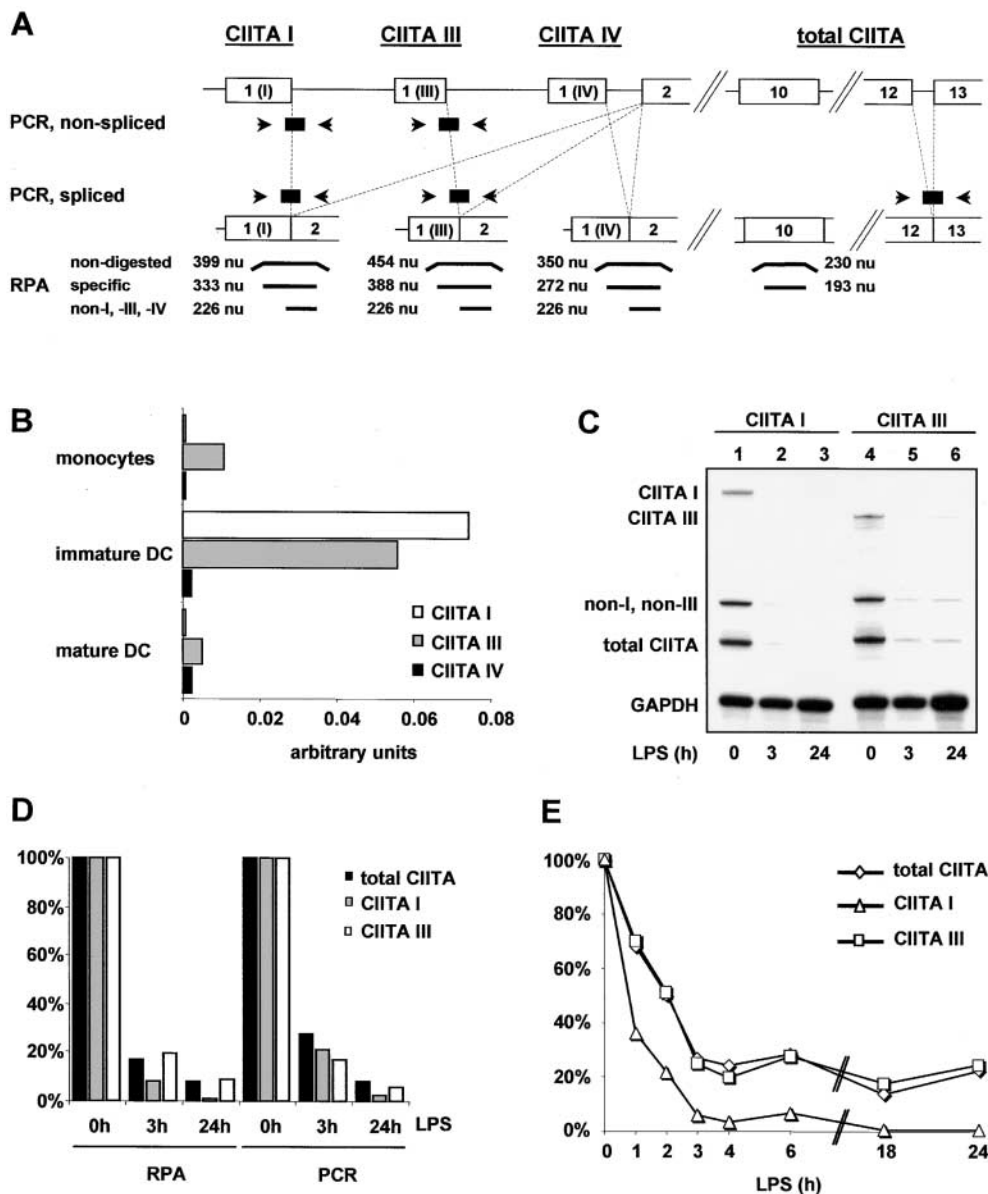 A
CIITA I CIITA III CIITA IV total CIITA
1 (I) 1 (III) 1 (IV) 2 10 12 13
PCR, non-spliced
PCR, spliced
1 (I) 2 1 (III) 2 1 (IV) 2 10 12 13
non-digested 399 nu 454 nu 350 nu 230 nu
RPA specific 333 nu 388 nu 272 nu 193 nu
non-I, -III, -IV 226 nu 226 nu 226 nu
B
monocytes
immature DC
mature DC
CIITA I
CIITA III
CIITA IV
0 0.02 0.04 0.06 0.08
arbitrary units
C
CIITA I CIITA III
1 2 3 4 5 6
CIITA I
CIITA III
non-I, non-III
total CIITA
GAPDH
LPS (h) 0 3 24 0 3 24
D
100%
80%
60%
40%
20%
0%
total CIITA
CIITA I
CIITA III
0h 3h 24h 0h 3h 24h LPS
RPA PCR
E
100%
80%
60%
40%
20%
0%
total CIITA
CIITA I
CIITA III
0 1 2 3 4 6 18 24
LPS (h)